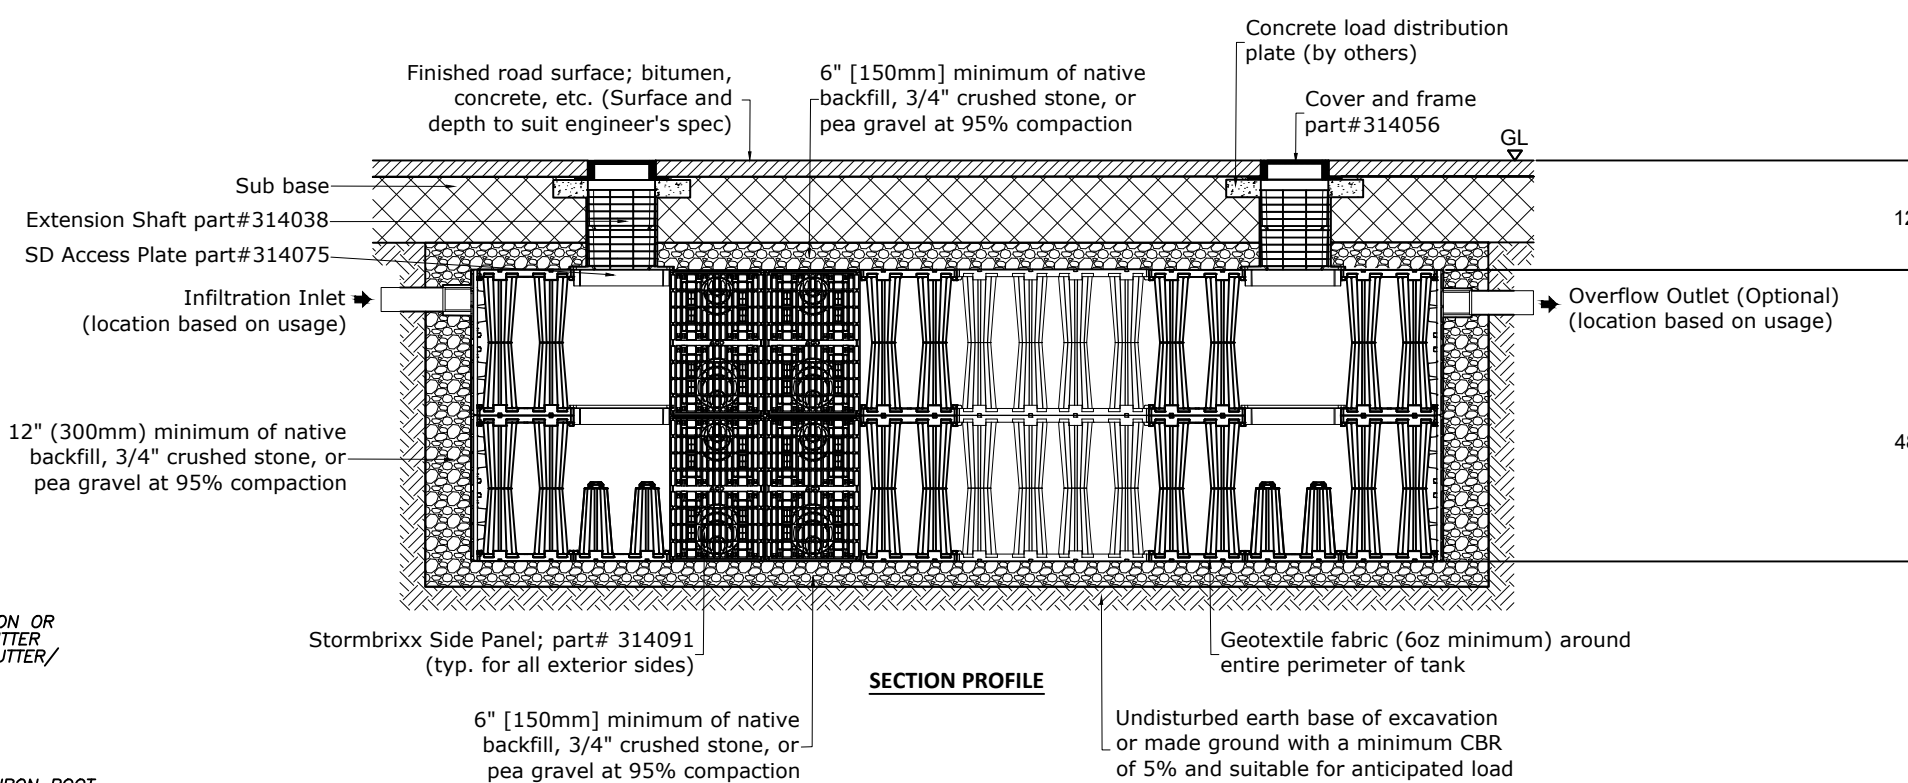 Concrete load distribution
plate (by others)
Finished road surface; bitumen,
concrete, etc. (Surface and
depth to suit engineer's spec)
6" [150mm] minimum of native
backfill, 3/4" crushed stone, or
pea gravel at 95% compaction
Cover and frame
part#314056
GL
Sub base
Extension Shaft part#314038
SD Access Plate part#314075
12
Infiltration Inlet
(location based on usage)
Overflow Outlet (Optional)
(location based on usage)
12" (300mm) minimum of native
backfill, 3/4" crushed stone, or
pea gravel at 95% compaction
48
ON OR
TTER
UTTER/
Stormbrixx Side Panel; part# 314091
(typ. for all exterior sides)
Geotextile fabric (6oz minimum) around
entire perimeter of tank
SECTION PROFILE
6" [150mm] minimum of native
backfill, 3/4" crushed stone, or
pea gravel at 95% compaction
Undisturbed earth base of excavation
or made ground with a minimum CBR
of 5% and suitable for anticipated load